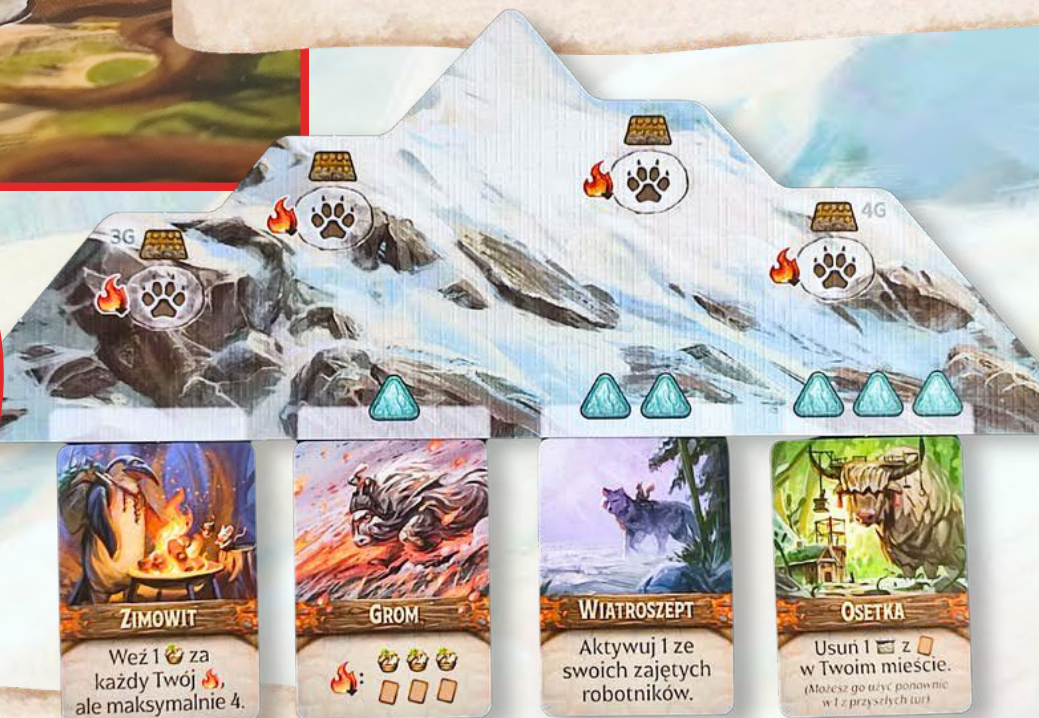 3G
4G
ZIMOWIT
Weź 1 za
każdy Twój ,
ale maksymalnie 4.
GROM
:
WIATROSZEPT
Aktywuj 1 ze
swoich zajętych
robotników.
OSETKA
Usuń 1 z
w Twoim mieście.
(Możesz go użyć ponownie
w 1 z przyszłych tur)